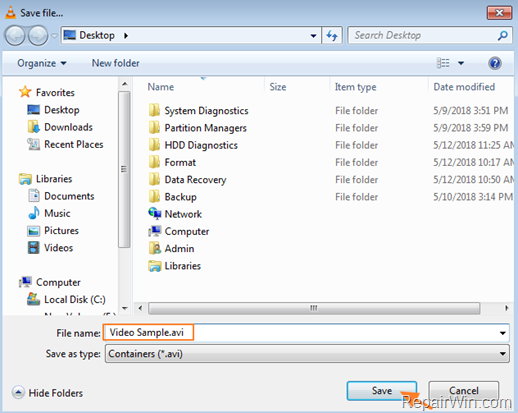 Save file...
Desktop
Search Desktop
Organize
New folder
Name
Size
Item type
Date modified
Favorites
Desktop
Downloads
Recent Places
Libraries
Documents
Music
Pictures
Videos
Computer
Local Disk (C:)
System Diagnostics File folder 5/9/2018 3:51 PM
Partition Managers File folder 5/9/2018 3:59 PM
HDD Diagnostics File folder 5/12/2018 11:25 AM
Format File folder 5/12/2018 10:17 AM
Data Recovery File folder 5/12/2018 10:50 AM
Backup File folder 5/10/2018 3:14 PM
Network
Computer
Admin
Libraries
File name: Video Sample.avi
Save as type: Containers (*.avi)
Hide Folders
Save
Cancel
RepairWin.com